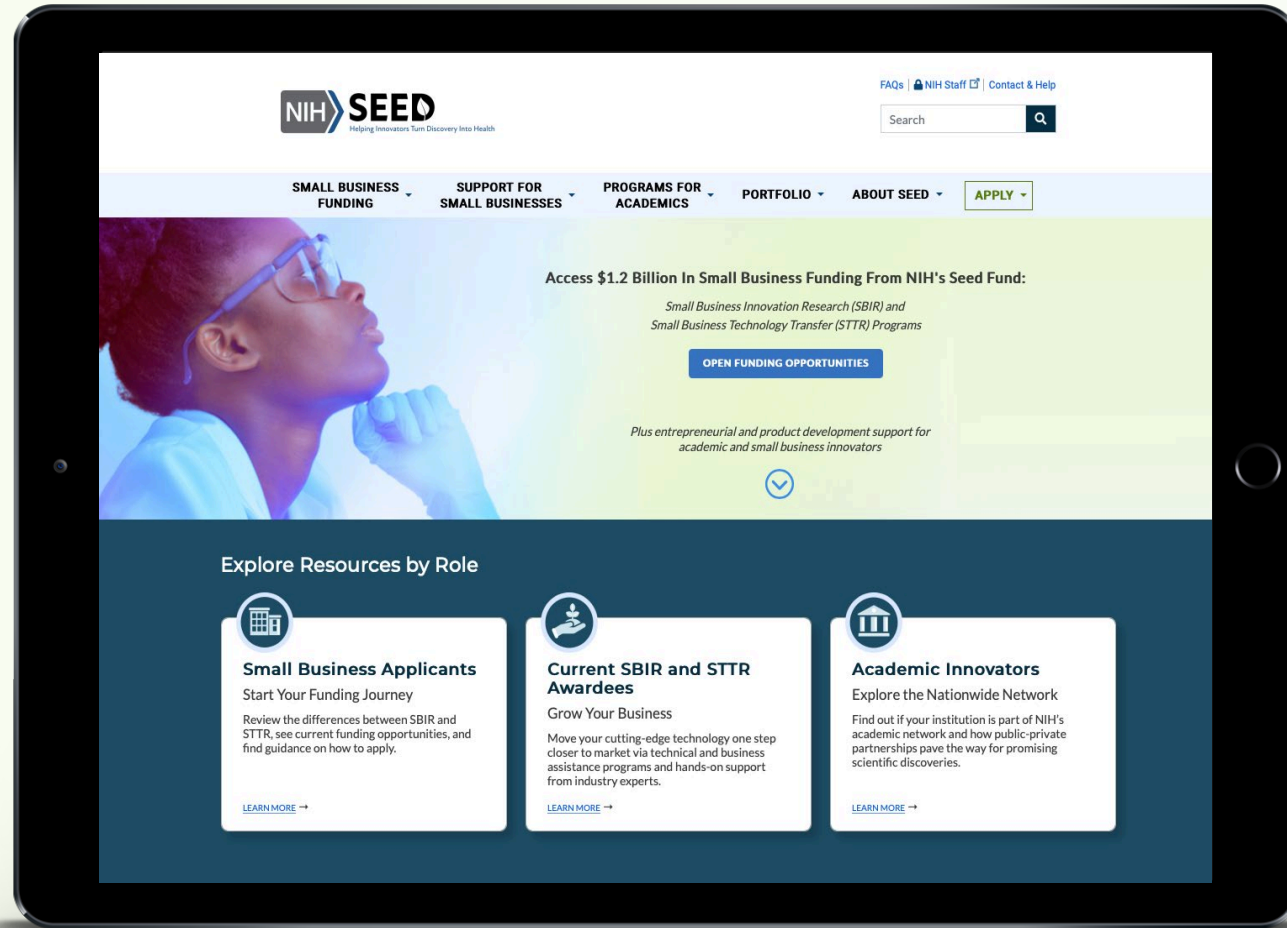 FAQs | NIH Staff | Contact & Help
NIH SEED
Helping Innovators Turn Discovery Into Health
Search
SMALL BUSINESS
FUNDING
SUPPORT FOR
SMALL BUSINESSES
PROGRAMS FOR
ACADEMICS
PORTFOLIO
ABOUT SEED
APPLY
Access $1.2 Billion In Small Business Funding From NIH's Seed Fund:
Small Business Innovation Research (SBIR) and
Small Business Technology Transfer (STTR) Programs
OPEN FUNDING OPPORTUNITIES
Plus entrepreneurial and product development support for
academic and small business innovators
Explore Resources by Role
Small Business Applicants
Start Your Funding Journey
Review the differences between SBIR and
STTR, see current funding opportunities, and
find guidance on how to apply.
LEARN MORE →
Current SBIR and STTR
Awardees
Grow Your Business
Move your cutting-edge technology one step
closer to market via technical and business
assistance programs and hands-on support
from industry experts.
LEARN MORE →
Academic Innovators
Explore the Nationwide Network
Find out if your institution is part of NIH's
academic network and how public-private
partnerships pave the way for promising
scientific discoveries.
LEARN MORE →